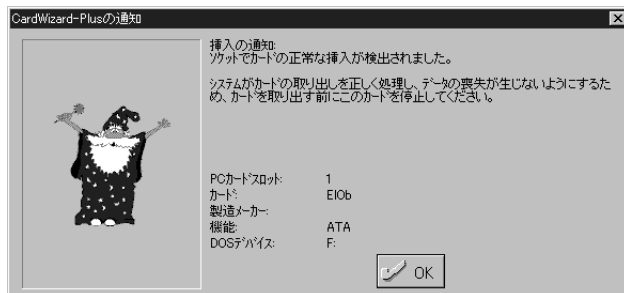 CardWizard-Plusの通知
挿入の通知:
ソケットでカードの正常な挿入が検出されました。
システムがカードの取り出しを正しく処理し、データの喪失が生じないようにするた
め、カードを取り出す前にこのカードを停止してください。
PCカードスロット: 1
カード: EIOb
製造メーカー:
機能: ATA
DOSデバイス: F:
OK